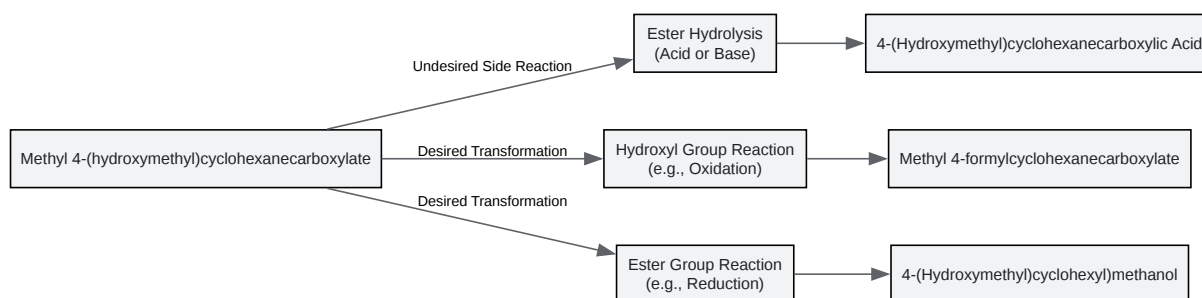 Ester Hydrolysis
(Acid or Base)
4-(Hydroxymethyl)cyclohexanecarboxylic Acid
Undesired Side Reaction
Methyl 4-(hydroxymethyl)cyclohexanecarboxylate
Desired Transformation
Hydroxyl Group Reaction
(e.g., Oxidation)
Methyl 4-formylcyclohexanecarboxylate
Desired Transformation
Ester Group Reaction
(e.g., Reduction)
4-(Hydroxymethyl)cyclohexyl)methanol